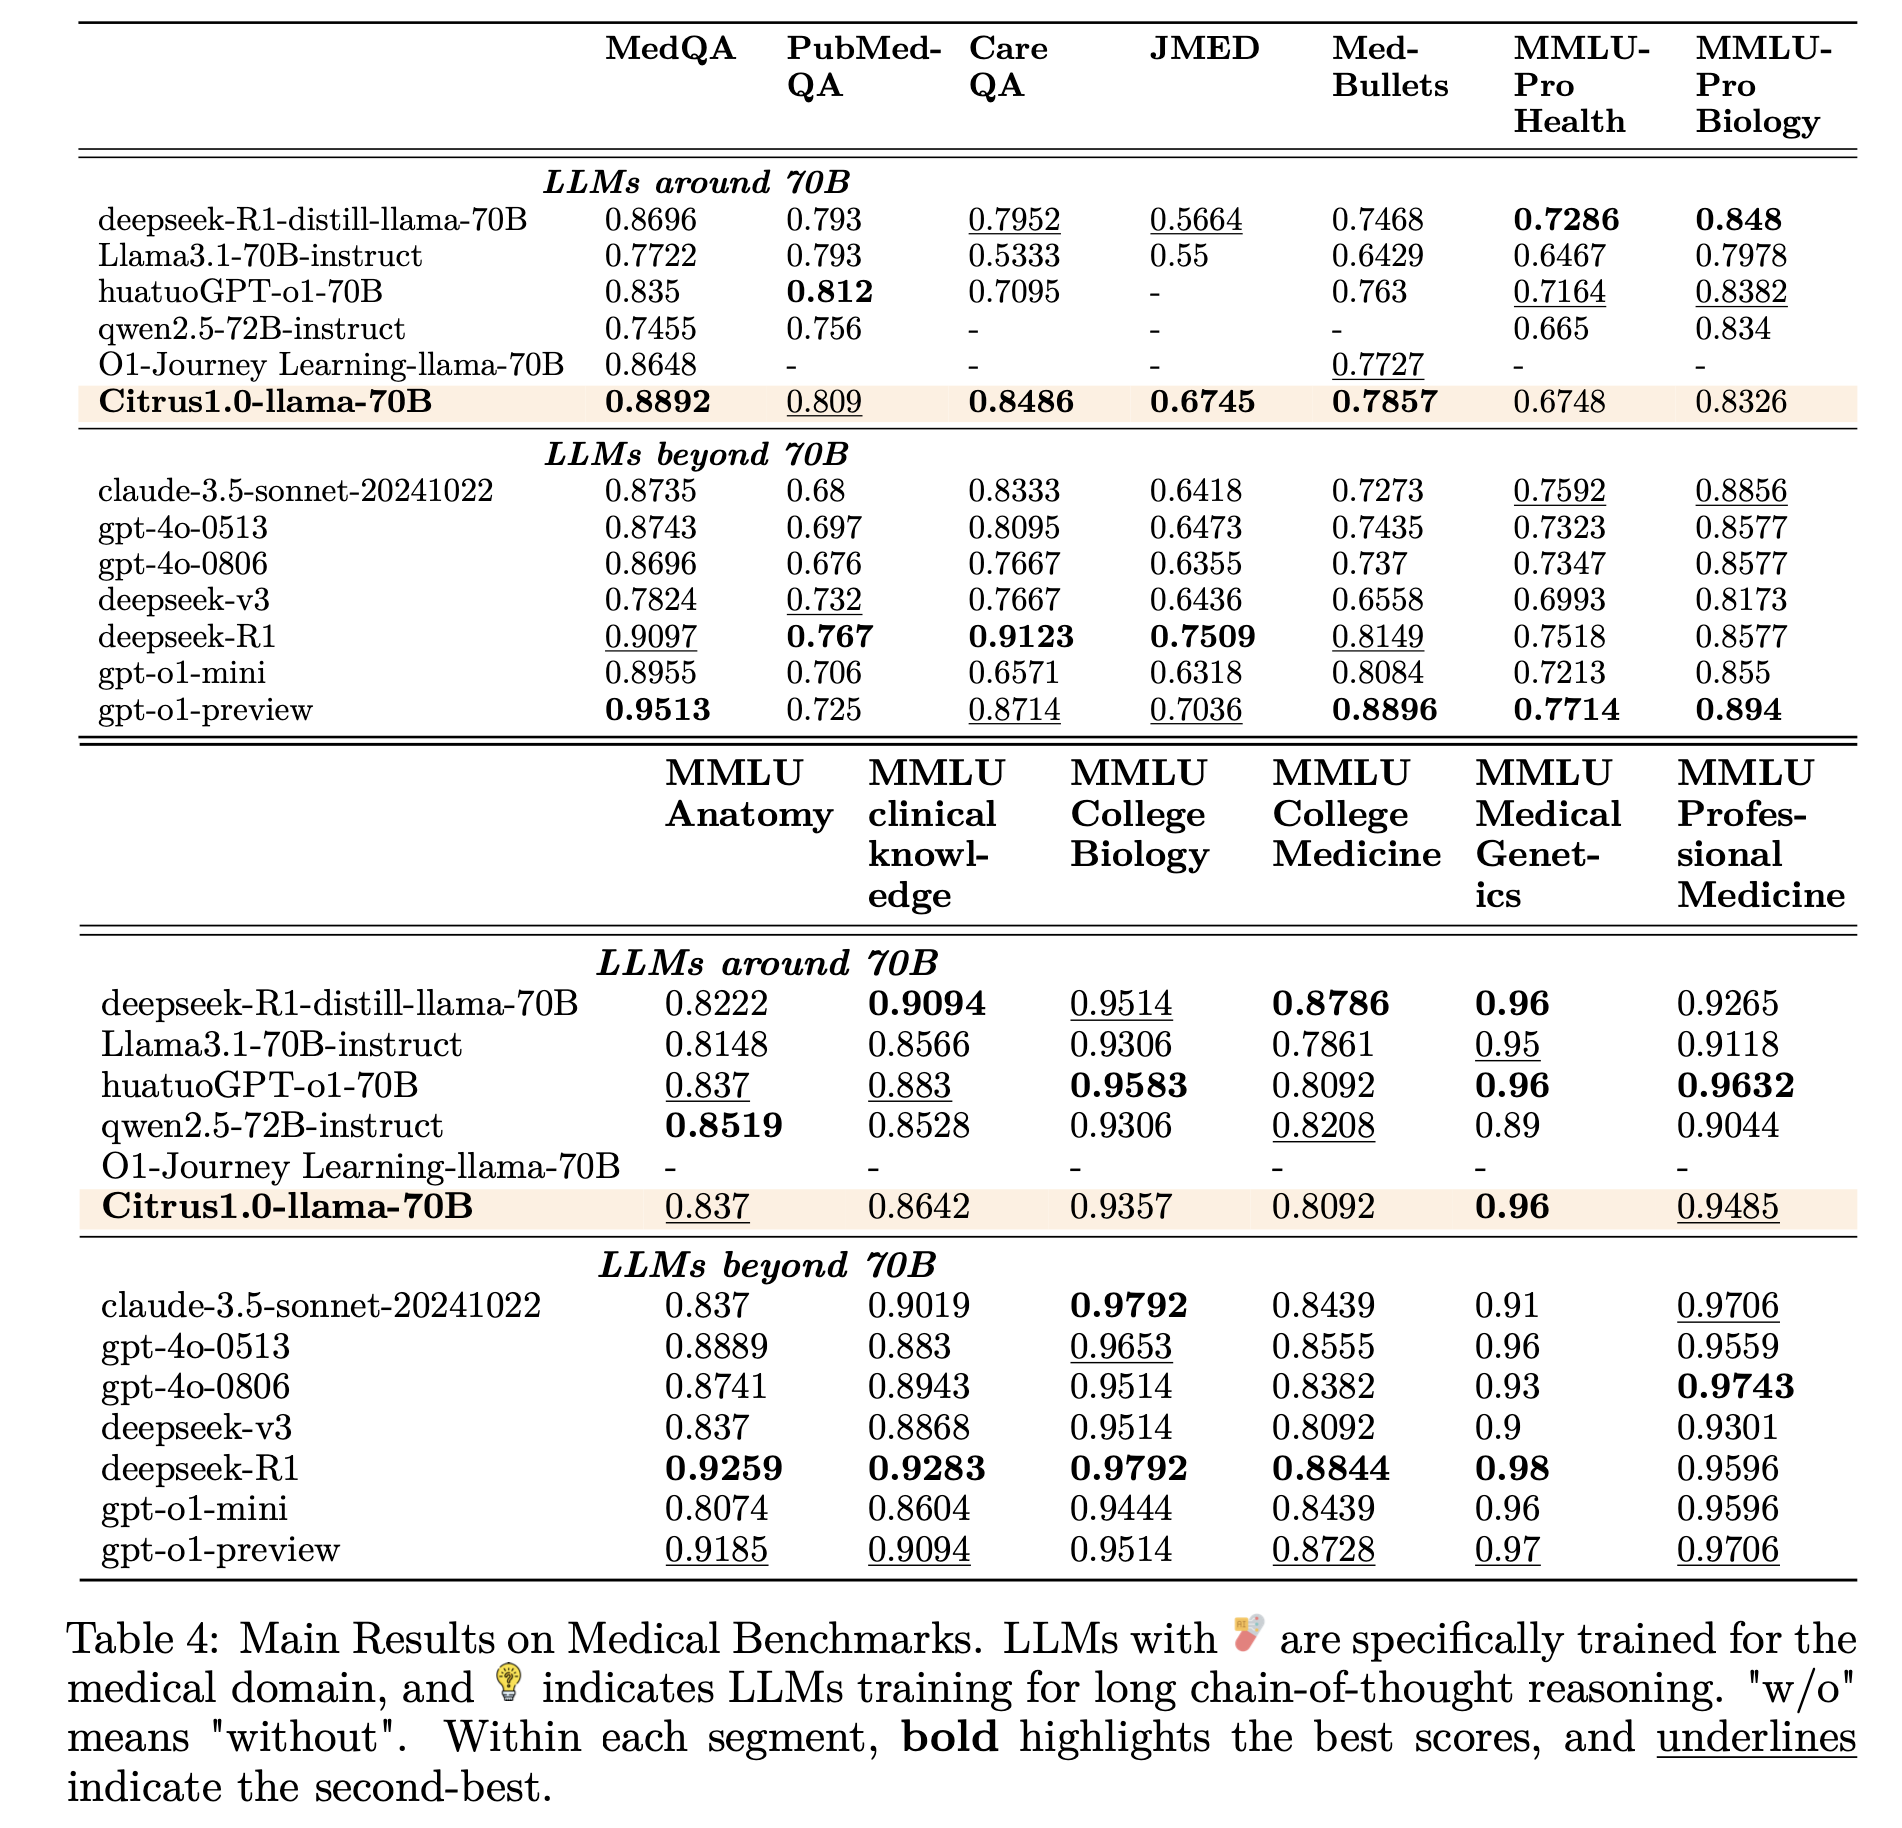 MedQA PubMed- Care JMED Med- MMLU- MMLU-
QA QA Bullets Pro Pro
Health Biology
LLMs around 70B
deepseek-R1-distill-llama-70B 0.8696 0.793 0.7952 0.5664 0.7468 0.7286 0.848
Llama3.1-70B-instruct 0.7722 0.793 0.5333 0.55 0.6429 0.6467 0.7978
huatuoGPT-o1-70B 0.835 0.812 0.7095 - 0.763 0.7164 0.8382
qwen2.5-72B-instruct 0.7455 0.756 - - - 0.665 0.834
O1-Journey Learning-llama-70B 0.8648 - - - 0.7727 - -
Citrus1.0-llama-70B 0.8892 0.809 0.8486 0.6745 0.7857 0.6748 0.8326
LLMs beyond 70B
claude-3.5-sonnet-20241022 0.8735 0.68 0.8333 0.6418 0.7273 0.7592 0.8856
gpt-4o-0513 0.8743 0.697 0.8095 0.6473 0.7435 0.7323 0.8577
gpt-4o-0806 0.8696 0.676 0.7667 0.6355 0.737 0.7347 0.8577
deepseek-v3 0.7824 0.732 0.7667 0.6436 0.6558 0.6993 0.8173
deepseek-R1 0.9097 0.767 0.9123 0.7509 0.8149 0.7518 0.8577
gpt-o1-mini 0.8955 0.706 0.6571 0.6318 0.8084 0.7213 0.855
gpt-o1-preview 0.9513 0.725 0.8714 0.7036 0.8896 0.7714 0.894
MMLU MMLU MMLU MMLU MMLU MMLU
Anatomy clinical College College Medical Profes-
knowl- Biology Medicine Genet- sional
edge ics Medicine
LLMs around 70B
deepseek-R1-distill-llama-70B 0.8222 0.9094 0.9514 0.8786 0.96 0.9265
Llama3.1-70B-instruct 0.8148 0.8566 0.9306 0.7861 0.95 0.9118
huatuoGPT-o1-70B 0.837 0.883 0.9583 0.8092 0.96 0.9632
qwen2.5-72B-instruct 0.8519 0.8528 0.9306 0.8208 0.89 0.9044
O1-Journey Learning-llama-70B - - - - - -
Citrus1.0-llama-70B 0.837 0.8642 0.9357 0.8092 0.96 0.9485
LLMs beyond 70B
claude-3.5-sonnet-20241022 0.837 0.9019 0.9792 0.8439 0.91 0.9706
gpt-4o-0513 0.8889 0.883 0.9653 0.8555 0.96 0.9559
gpt-4o-0806 0.8741 0.8943 0.9514 0.8382 0.93 0.9743
deepseek-v3 0.837 0.8868 0.9514 0.8092 0.9 0.9301
deepseek-R1 0.9259 0.9283 0.9792 0.8844 0.98 0.9596
gpt-o1-mini 0.8074 0.8604 0.9444 0.8439 0.96 0.9596
gpt-o1-preview 0.9185 0.9094 0.9514 0.8728 0.97 0.9706
Table 4: Main Results on Medical Benchmarks. LLMs with are specifically trained for the
medical domain, and indicates LLMs training for long chain-of-thought reasoning. "w/o"
means "without". Within each segment, bold highlights the best scores, and underlines
indicate the second-best.